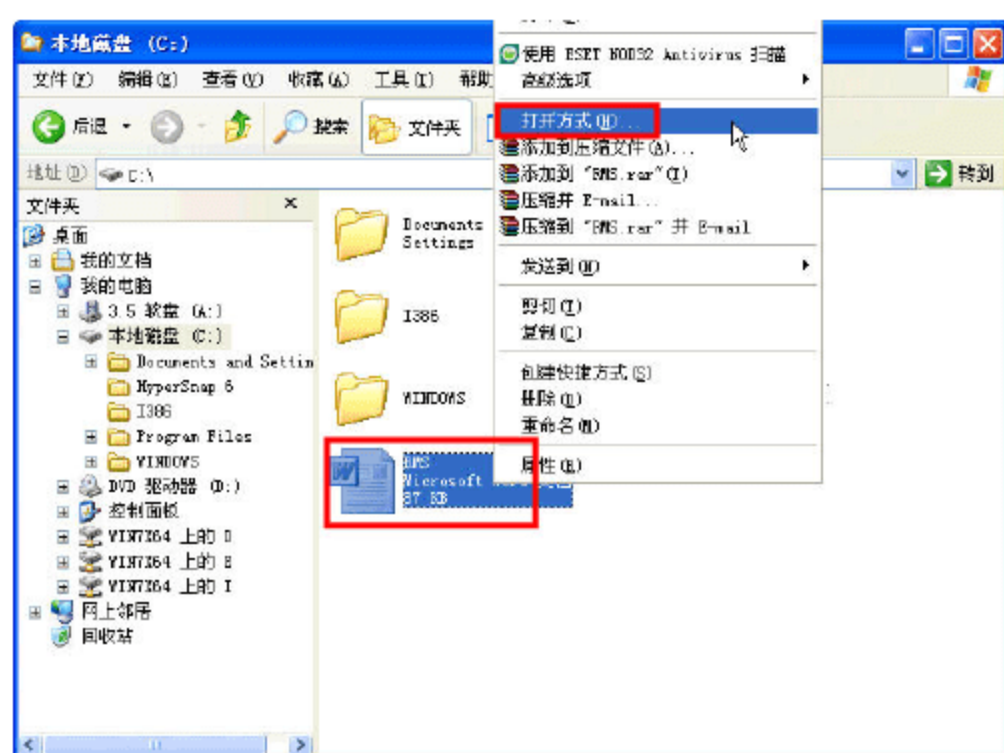 本地磁盘 (C:)
文件(F) 编辑(E) 查看(V) 收藏(A) 工具(T) 帮助
后退 搜索 文件夹
地址(D) C:\ 转到
文件夹 ×
桌面
我的文档
我的电脑
3.5 软盘 (A:)
本地磁盘 (C:)
Documents and Settin
HyperSnap 6
I386
Program Files
WINDOWS
DVD 驱动器 (D:)
控制面板
WIN7X64 上的 D
WIN7X64 上的 E
WIN7X64 上的 I
网上邻居
回收站
Documents
Settings
I386
WINDOWS
Microsoft
87 KB
使用 ESET NOD32 Antivirus 扫描
高级选项
打开方式(H)...
添加到压缩文件(A)...
添加到 "BMS.rar"(T)
压缩并 E-mail...
压缩到 "BMS.rar" 并 E-mail
发送到(N)
剪切(T)
复制(C)
创建快捷方式(S)
删除(D)
重命名(M)
属性(R)